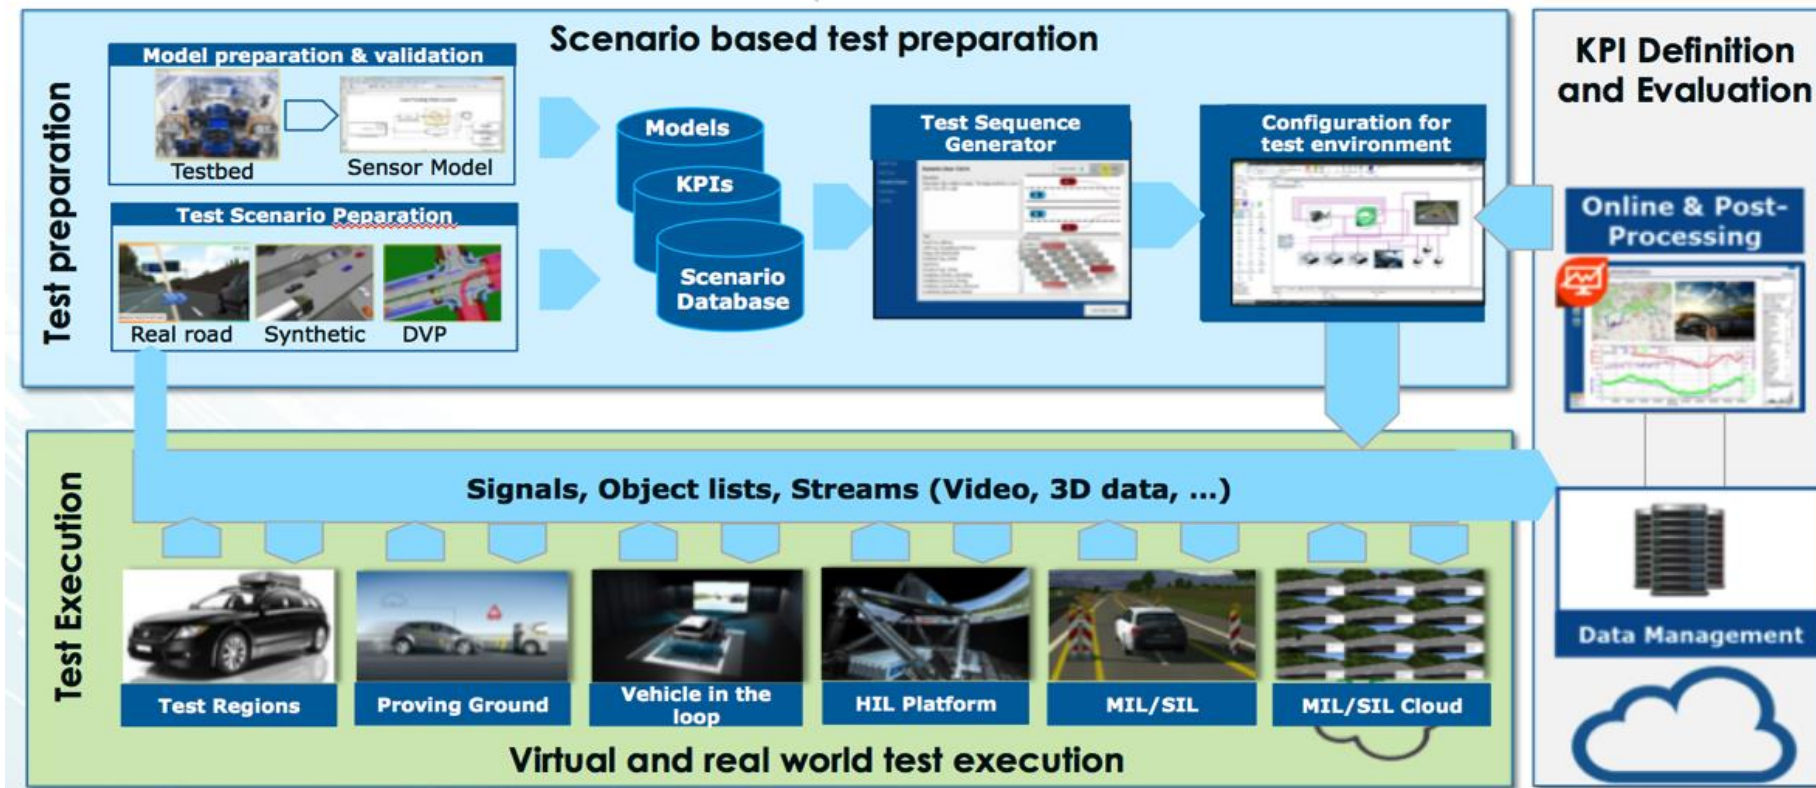 Scenario based test preparation
Test preparation
Model preparation & validation
Testbed
Sensor Model
Test Scenario Peparation
Real road
Synthetic
DVP
Models
KPIs
Scenario
Database
Test Sequence
Generator
Configuration for
test environment
KPI Definition
and Evaluation
Online & Post-
Processing
Data Management
Test Execution
Signals, Object lists, Streams (Video, 3D data, ...)
Test Regions
Proving Ground
Vehicle in the
loop
HIL Platform
MIL/SIL
MIL/SIL Cloud
Virtual and real world test execution